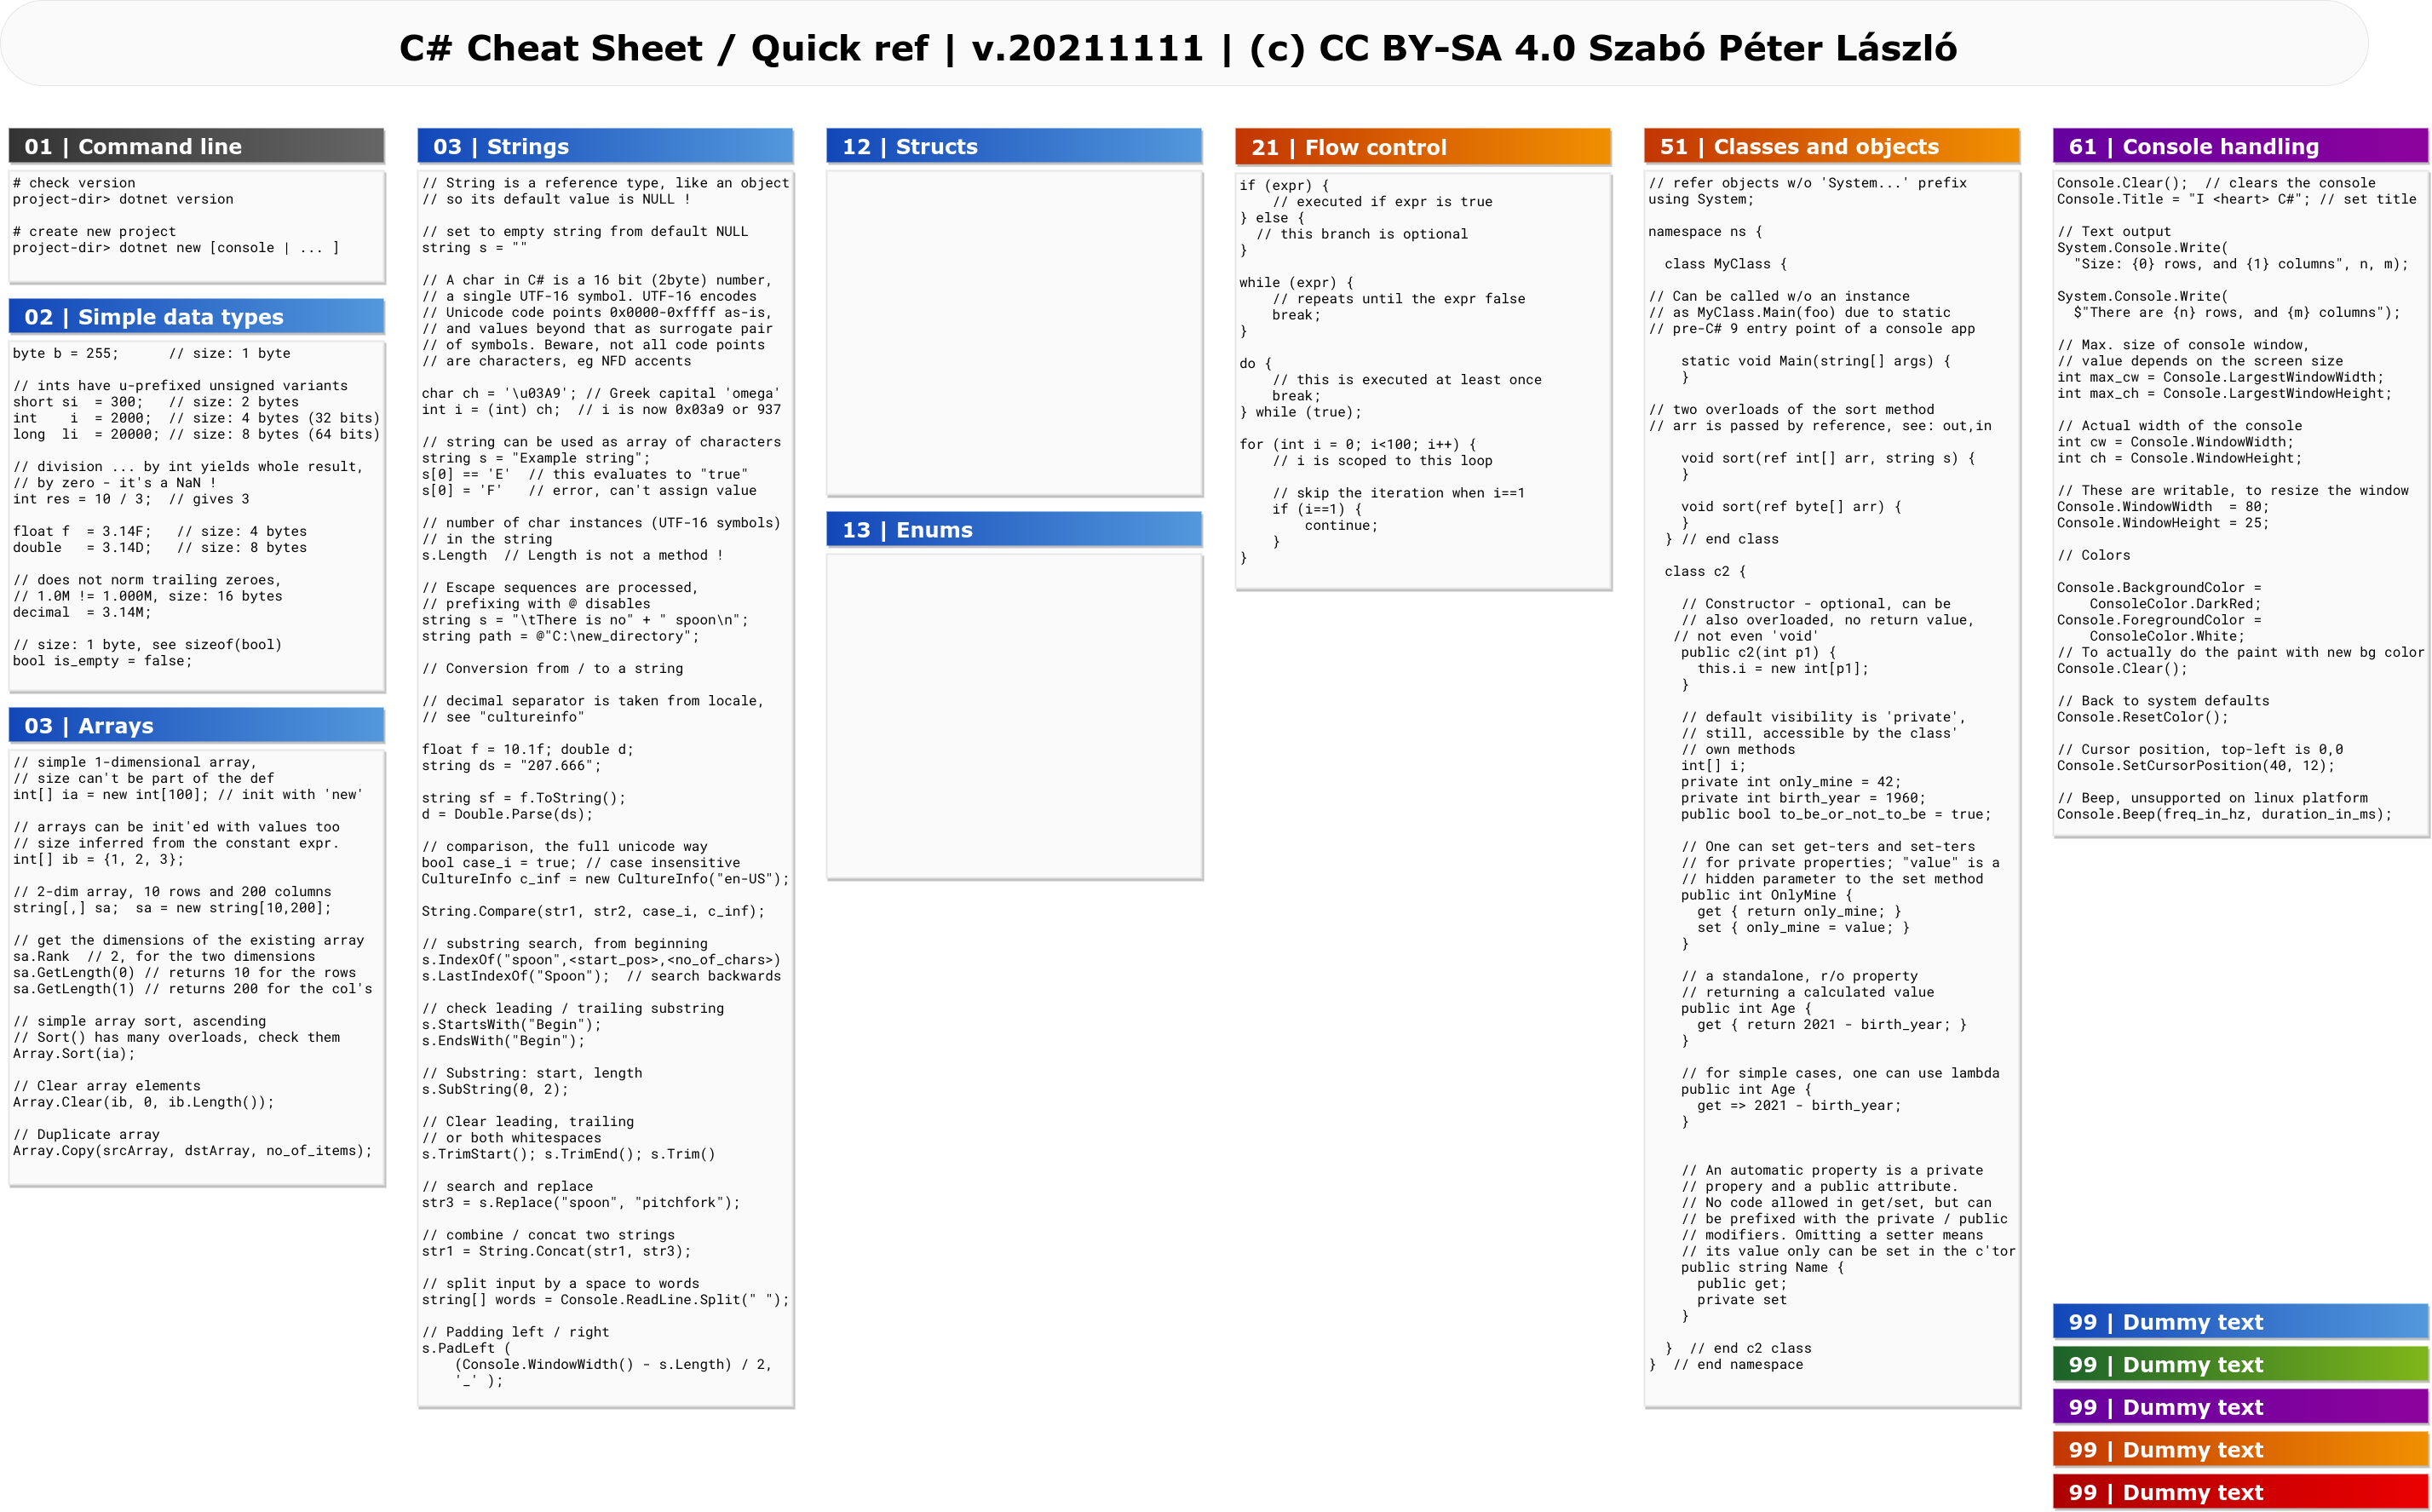 C# Cheat Sheet / Quick ref | v.20211111 | (c) CC BY-SA 4.0 Szabó Péter László
01 | Command line
# check version
project-dir> dotnet version
# create new project
project-dir> dotnet new [console | ... ]
02 | Simple data types
byte b = 255;      // size: 1 byte
// ints have u-prefixed unsigned variants
short si  = 300;   // size: 2 bytes
int    i  = 2000;  // size: 4 bytes (32 bits)
long  li  = 20000; // size: 8 bytes (64 bits)
// division ... by int yields whole result,
// by zero - it's a NaN !
int res = 10 / 3;  // gives 3
float f  = 3.14F;   // size: 4 bytes
double   = 3.14D;   // size: 8 bytes
// does not norm trailing zeroes,
// 1.0M != 1.000M, size: 16 bytes
decimal  = 3.14M;
// size: 1 byte, see sizeof(bool)
bool is_empty = false;
03 | Arrays
// simple 1-dimensional array,
// size can't be part of the def
int[] ia = new int[100]; // init with 'new'
// arrays can be init'ed with values too
// size inferred from the constant expr.
int[] ib = {1, 2, 3};
// 2-dim array, 10 rows and 200 columns
string[,] sa;  sa = new string[10,200];
// get the dimensions of the existing array
sa.Rank  // 2, for the two dimensions
sa.GetLength(0) // returns 10 for the rows
sa.GetLength(1) // returns 200 for the col's
// simple array sort, ascending
// Sort() has many overloads, check them
Array.Sort(ia);
// Clear array elements
Array.Clear(ib, 0, ib.Length());
// Duplicate array
Array.Copy(srcArray, dstArray, no_of_items);
03 | Strings
// String is a reference type, like an object
// so its default value is NULL !
// set to empty string from default NULL
string s = ""
// A char in C# is a 16 bit (2byte) number,
// a single UTF-16 symbol. UTF-16 encodes
// Unicode code points 0x0000-0xffff as-is,
// and values beyond that as surrogate pair
// of symbols. Beware, not all code points
// are characters, eg NFD accents
char ch = '\u03A9'; // Greek capital 'omega'
int i = (int) ch;  // i is now 0x03a9 or 937
// string can be used as array of characters
string s = "Example string";
s[0] == 'E'  // this evaluates to "true"
s[0] = 'F'   // error, can't assign value
// number of char instances (UTF-16 symbols)
// in the string
s.Length  // Length is not a method !
// Escape sequences are processed,
// prefixing with @ disables
string s = "\tThere is no" + " spoon\n";
string path = @"C:\new_directory";
// Conversion from / to a string
// decimal separator is taken from locale,
// see "cultureinfo"
float f = 10.1f; double d;
string ds = "207.666";
string sf = f.ToString();
d = Double.Parse(ds);
// comparison, the full unicode way
bool case_i = true; // case insensitive
CultureInfo c_inf = new CultureInfo("en-US");
String.Compare(str1, str2, case_i, c_inf);
// substring search, from beginning
s.IndexOf("spoon",<start_pos>,<no_of_chars>)
s.LastIndexOf("Spoon");  // search backwards
// check leading / trailing substring
s.StartsWith("Begin");
s.EndsWith("Begin");
// Substring: start, length
s.SubString(0, 2);
// Clear leading, trailing
// or both whitespaces
s.TrimStart(); s.TrimEnd(); s.Trim()
// search and replace
str3 = s.Replace("spoon", "pitchfork");
// combine / concat two strings
str1 = String.Concat(str1, str3);
// split input by a space to words
string[] words = Console.ReadLine.Split(" ");
// Padding left / right
s.PadLeft (
(Console.WindowWidth() - s.Length) / 2,
'_' );
12 | Structs
13 | Enums
21 | Flow control
if (expr) {
// executed if expr is true
} else {
// this branch is optional
}
while (expr) {
// repeats until the expr false
break;
}
do {
// this is executed at least once
break;
} while (true);
for (int i = 0; i<100; i++) {
// i is scoped to this loop
// skip the iteration when i==1
if (i==1) {
continue;
}
}
51 | Classes and objects
// refer objects w/o 'System...' prefix
using System;
namespace ns {
class MyClass {
// Can be called w/o an instance
// as MyClass.Main(foo) due to static
// pre-C# 9 entry point of a console app
static void Main(string[] args) {
}
// two overloads of the sort method
// arr is passed by reference, see: out,in
void sort(ref int[] arr, string s) {
}
void sort(ref byte[] arr) {
}
} // end class
class c2 {
// Constructor - optional, can be
// also overloaded, no return value,
// not even 'void'
public c2(int p1) {
this.i = new int[p1];
}
// default visibility is 'private',
// still, accessible by the class'
// own methods
int[] i;
private int only_mine = 42;
private int birth_year = 1960;
public bool to_be_or_not_to_be = true;
// One can set get-ters and set-ters
// for private properties; "value" is a
// hidden parameter to the set method
public int OnlyMine {
get { return only_mine; }
set { only_mine = value; }
}
// a standalone, r/o property
// returning a calculated value
public int Age {
get { return 2021 - birth_year; }
}
// for simple cases, one can use lambda
public int Age {
get => 2021 - birth_year;
}
// An automatic property is a private
// propery and a public attribute.
// No code allowed in get/set, but can
// be prefixed with the private / public
// modifiers. Omitting a setter means
// its value only can be set in the c'tor
public string Name {
public get;
private set
}
}  // end c2 class
}  // end namespace
61 | Console handling
Console.Clear();  // clears the console
Console.Title = "I <heart> C#"; // set title
// Text output
System.Console.Write(
"Size: {0} rows, and {1} columns", n, m);
System.Console.Write(
$"There are {n} rows, and {m} columns");
// Max. size of console window,
// value depends on the screen size
int max_cw = Console.LargestWindowWidth;
int max_ch = Console.LargestWindowHeight;
// Actual width of the console
int cw = Console.WindowWidth;
int ch = Console.WindowHeight;
// These are writable, to resize the window
Console.WindowWidth  = 80;
Console.WindowHeight = 25;
// Colors
Console.BackgroundColor =
ConsoleColor.DarkRed;
Console.ForegroundColor =
ConsoleColor.White;
// To actually do the paint with new bg color
Console.Clear();
// Back to system defaults
Console.ResetColor();
// Cursor position, top-left is 0,0
Console.SetCursorPosition(40, 12);
// Beep, unsupported on linux platform
Console.Beep(freq_in_hz, duration_in_ms);
99 | Dummy text
99 | Dummy text
99 | Dummy text
99 | Dummy text
99 | Dummy text